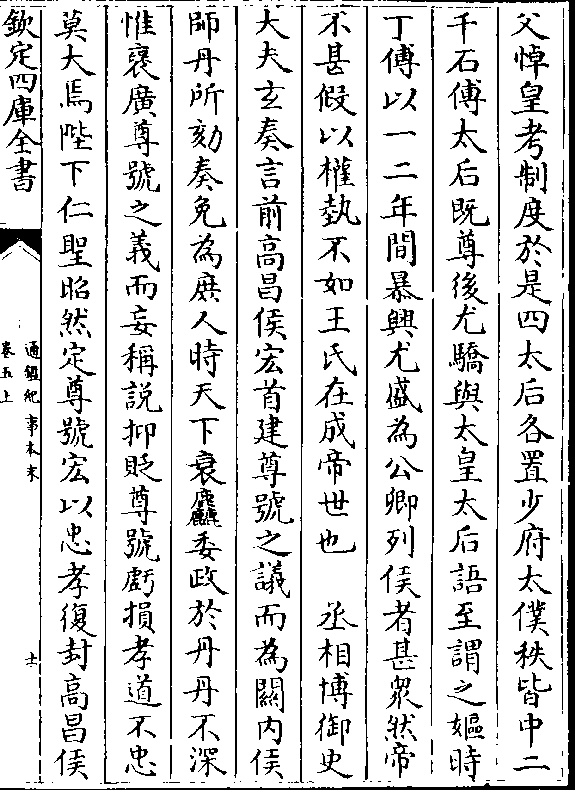 父悼皇考制度於是四太后各置少府太僕秩皆中二
千石傅太后既尊後尤驕與太皇太后語至謂之嫗時
丁傅以一二年間暴興尤盛為公卿列侯者甚衆然帝
不甚假以權埶不如王氏在成帝世也　丞相博御史
大夫玄奏言前高昌侯宏首建尊號之議而為關内侯
師丹所劾奏免為庶人時天下衰麤委政於丹丹不深
惟褒廣尊號之義而妄稱說抑貶尊號虧損孝道不忠
莫大焉陛下仁聖昭然定尊號宏以忠孝復封高昌侯
欽定四庫全書
通鑑紀事本末
卷五上
十二